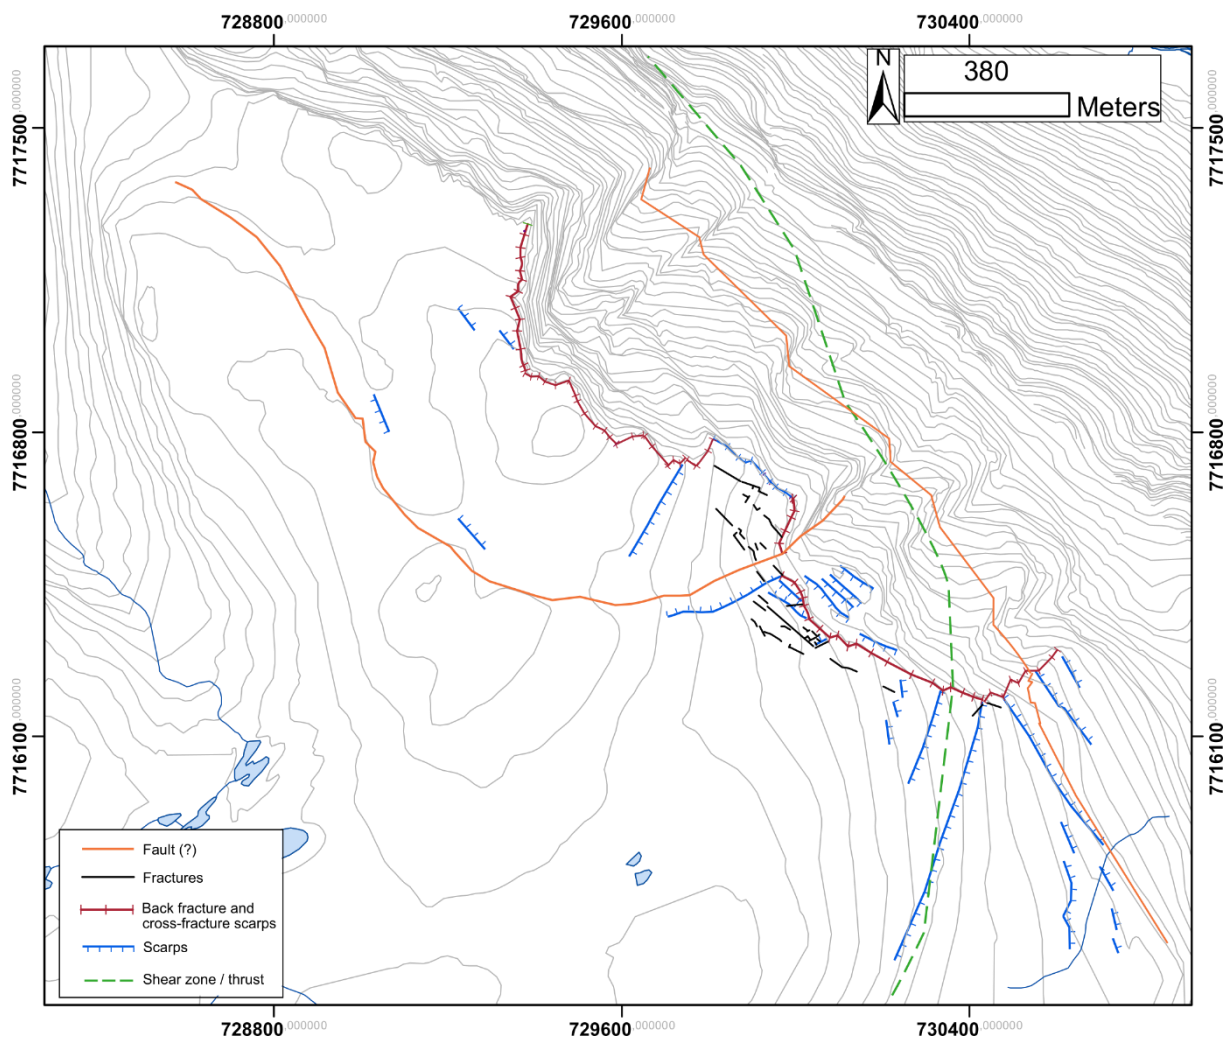 728800.000000 729600.000000 730400.000000
N
380
Meters
7717500.000000 7717500.000000
7716800.000000 7716800.000000
7716100.000000 7716100.000000
Fault (?)
Fractures
Back fracture and
cross-fracture scarps
Scarps
Shear zone / thrust
728800.000000 729600.000000 730400.000000